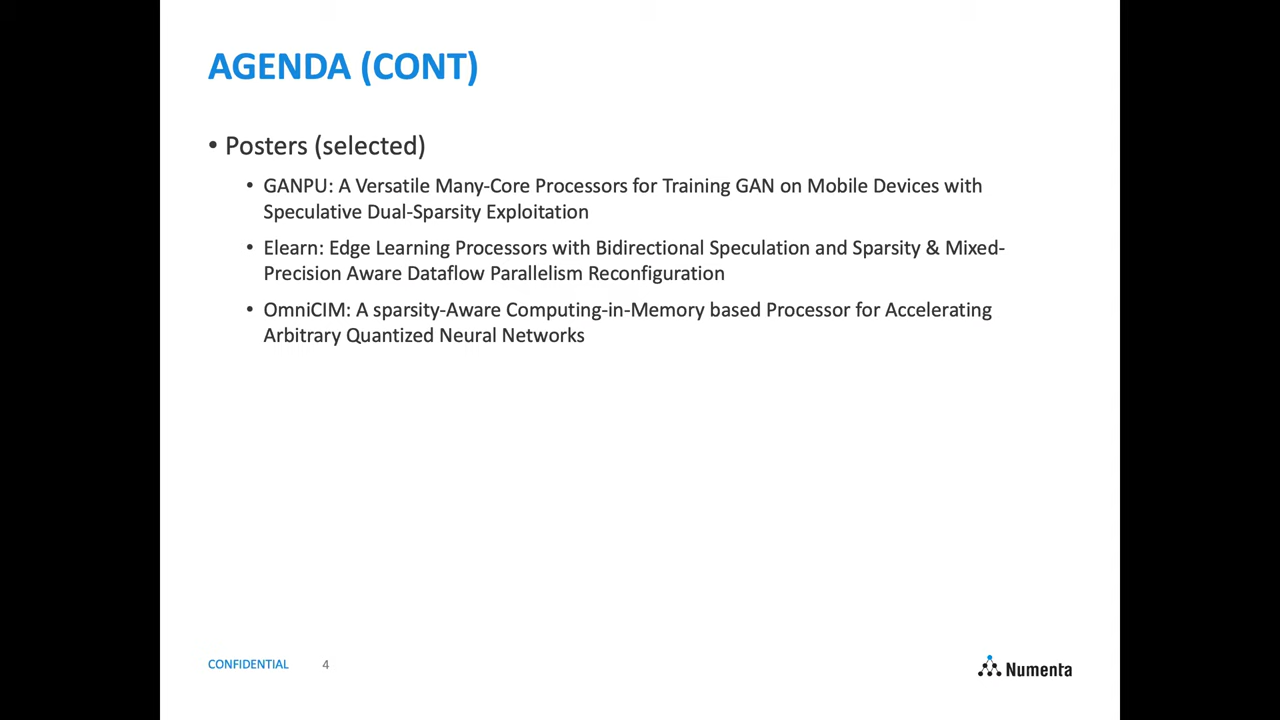 AGENDA (CONT)
• Posters (selected)
• GANPU: A Versatile Many-Core Processors for Training GAN on Mobile Devices with
Speculative Dual-Sparsity Exploitation
• Elearn: Edge Learning Processors with Bidirectional Speculation and Sparsity & Mixed-
Precision Aware Dataflow Parallelism Reconfiguration
• OmniCIM: A sparsity-Aware Computing-in-Memory based Processor for Accelerating
Arbitrary Quantized Neural Networks
CONFIDENTIAL 4
Numenta